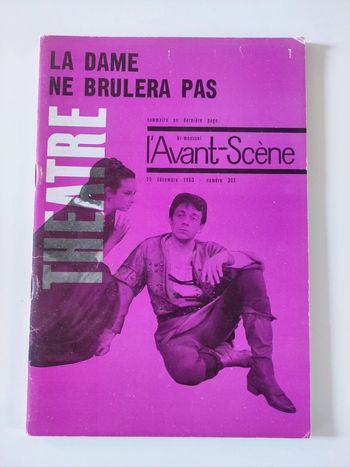 LA DAME
NE BRULERA PAS
sommaire en dernière page
bi-mensuel
l'Avant-Scène
15 décembre 1963 - numéro 301
THEATRE